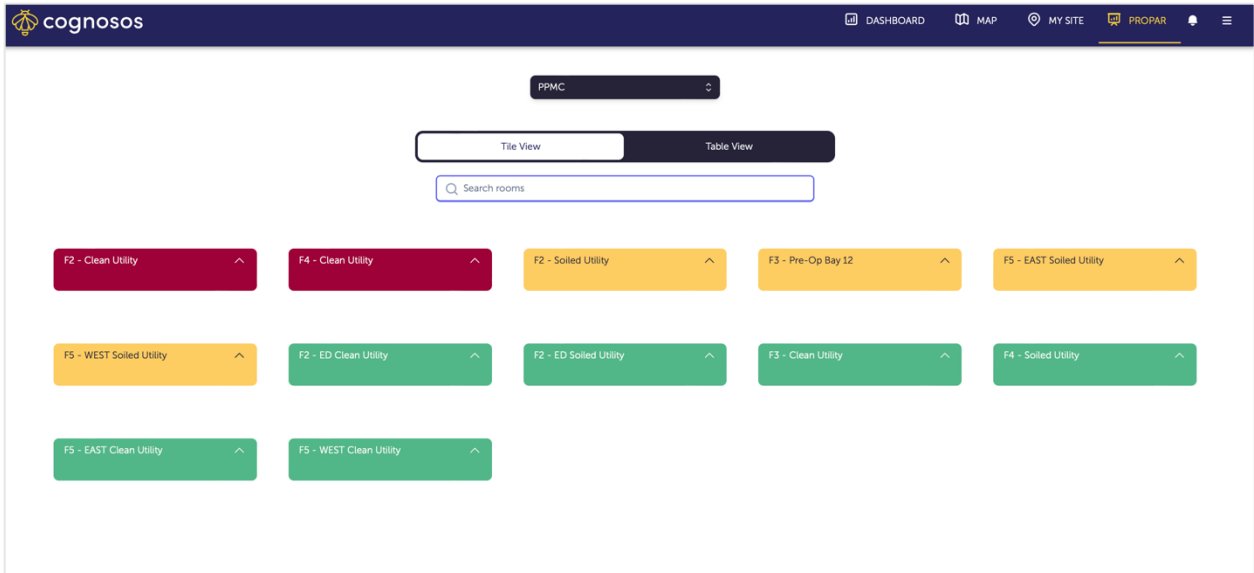 cognosos
DASHBOARD
MAP
MY SITE
PROPAR
PPMC
Tile View
Table View
Search rooms
F2 - Clean Utility
F4 - Clean Utility
F2 - Soiled Utility
F3 - Pre-Op Bay 12
F5 - EAST Soiled Utility
F5 - WEST Soiled Utility
F2 - ED Clean Utility
F2 - ED Soiled Utility
F3 - Clean Utility
F4 - Soiled Utility
F5 - EAST Clean Utility
F5 - WEST Clean Utility